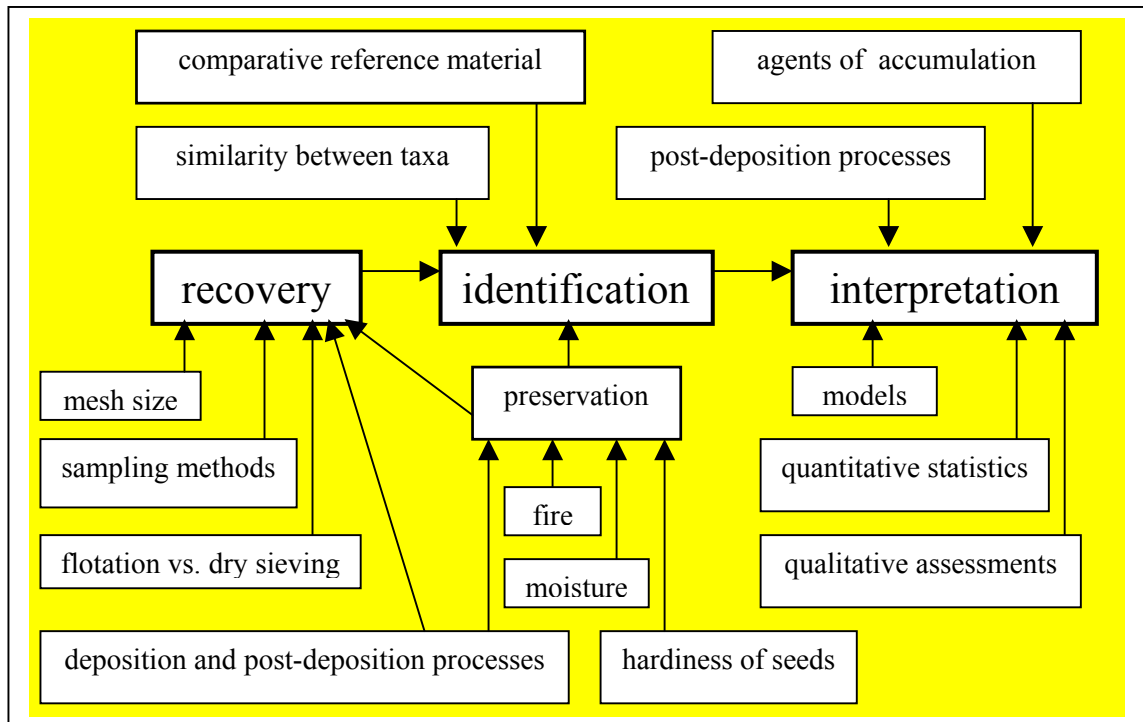 comparative reference material
agents of accumulation
similarity between taxa
post-deposition processes
recovery
identification
interpretation
mesh size
preservation
models
sampling methods
quantitative statistics
fire
flotation vs. dry sieving
moisture
qualitative assessments
deposition and post-deposition processes
hardiness of seeds